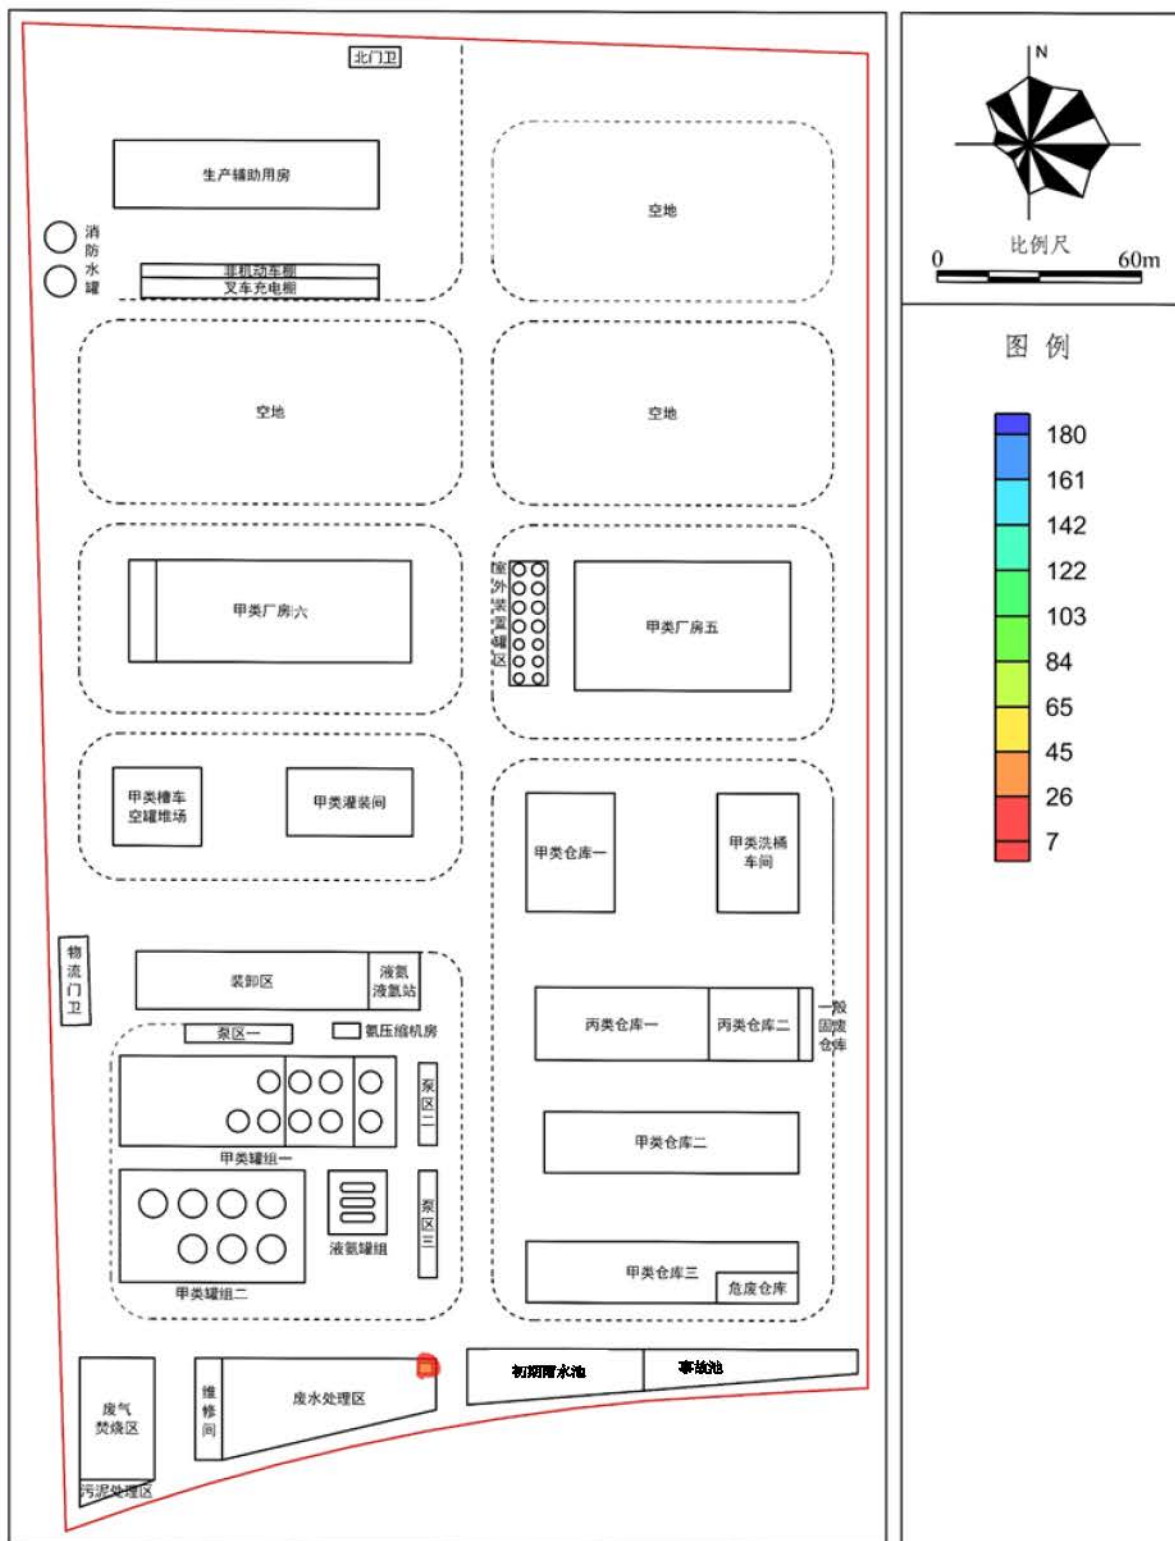 北门卫
生产辅助用房
消防水罐
非机动车棚
叉车充电棚
空地
空地
空地
甲类厂房六
室外装置罐区
甲类厂房五
甲类槽车
空罐堆场
甲类灌装间
甲类仓库一
甲类洗桶
车间
物流门卫
装卸区
液氮
液氩站
泵区一
氨压缩机房
泵区二
甲类罐组一
泵区三
液氨罐组
甲类罐组二
丙类仓库一
丙类仓库二
一般
固废
仓库
甲类仓库二
甲类仓库三
危废仓库
废气
焚烧区
污泥处理区
维修间
废水处理区
初期雨水池
事故池
N
比例尺
0
60m
图 例
180
161
142
122
103
84
65
45
26
7